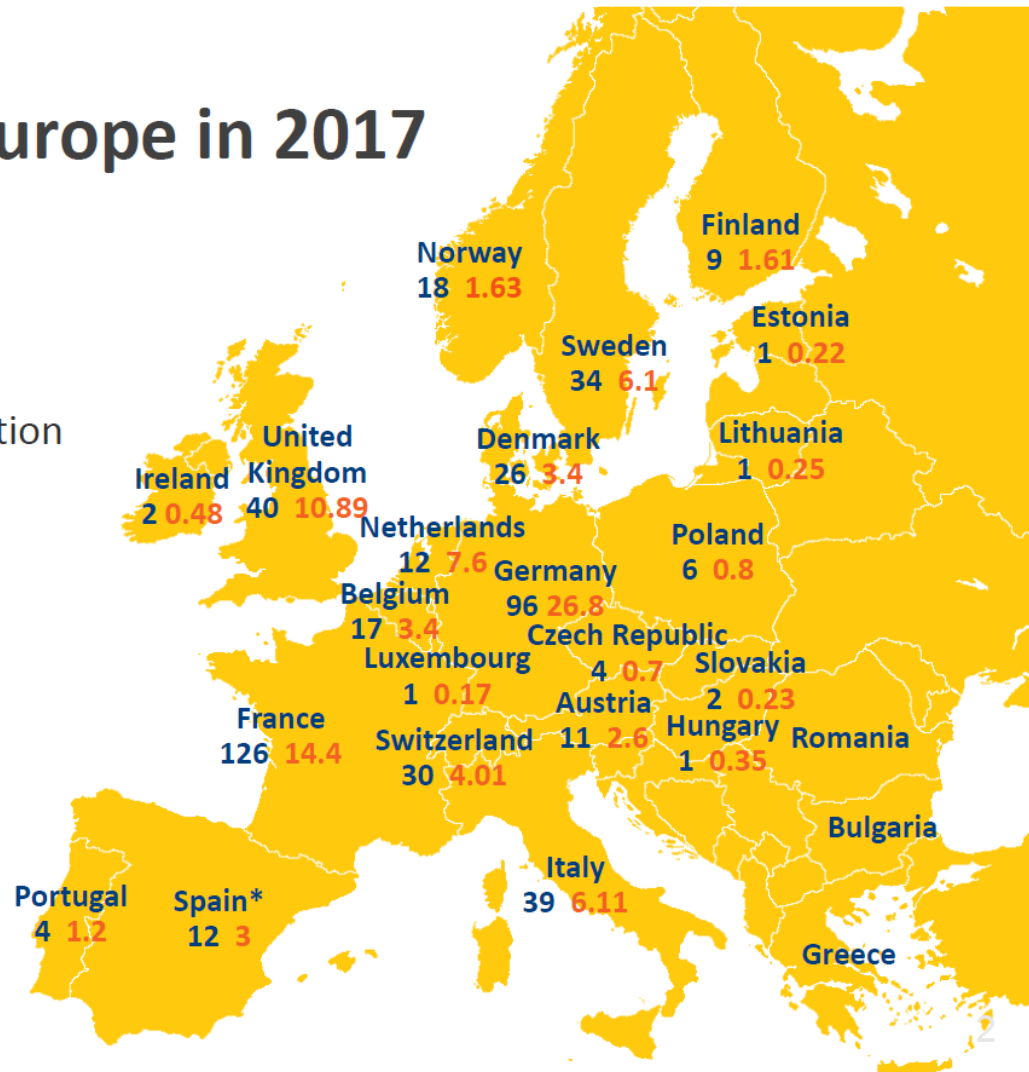 urope in 2017
Finland
9 1.61
Norway
18 1.63
Estonia
1 0.22
Sweden
34 6.1
tion
United
Kingdom
40 10.89
Denmark
26 3.4
Lithuania
1 0.25
Ireland
2 0.48
Netherlands
12 7.6
Poland
6 0.8
Germany
96 26.8
Belgium
17 3.4
Czech Republic
4 0.7
Luxembourg
1 0.17
Slovakia
2 0.23
Austria
11 2.6
France
126 14.4
Hungary
1 0.35
Switzerland
30 4.01
Romania
Bulgaria
Italy
39 6.11
Portugal
4 1.2
Spain*
12 3
Greece
2